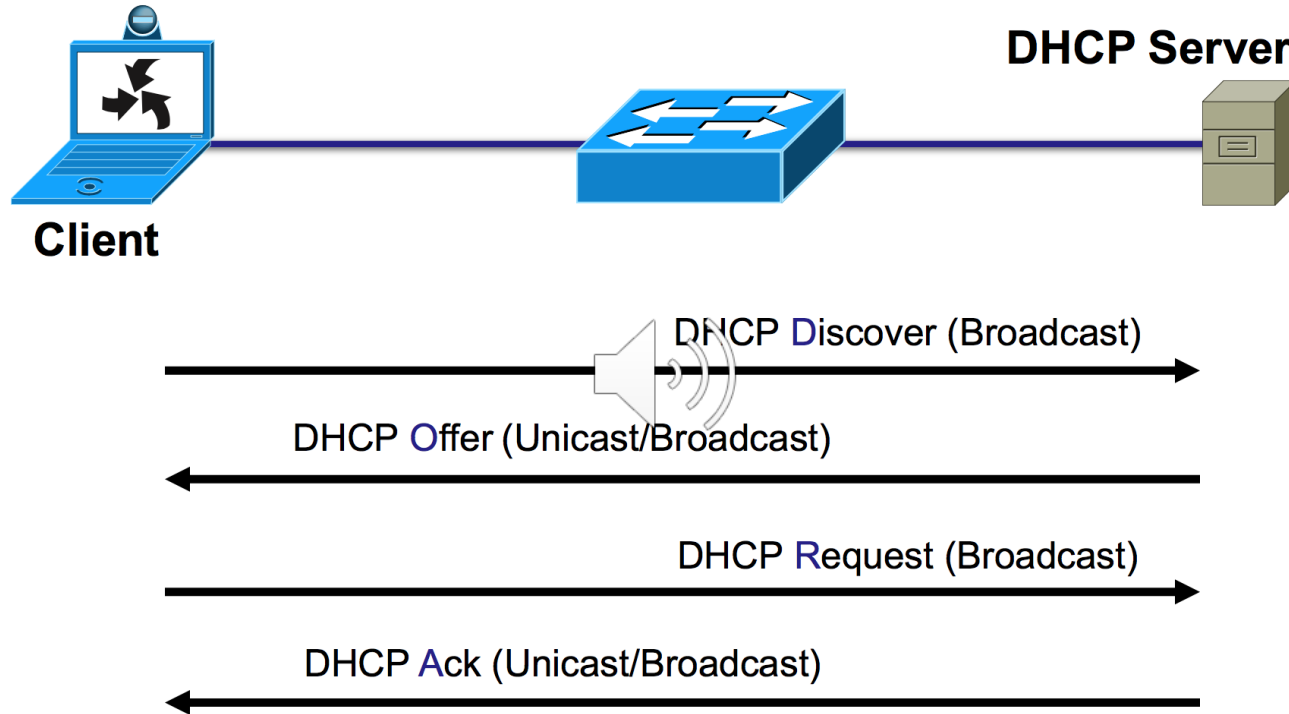 DHCP Server
Client
DHCP Discover (Broadcast)
DHCP Offer (Unicast/Broadcast)
DHCP Request (Broadcast)
DHCP Ack (Unicast/Broadcast)